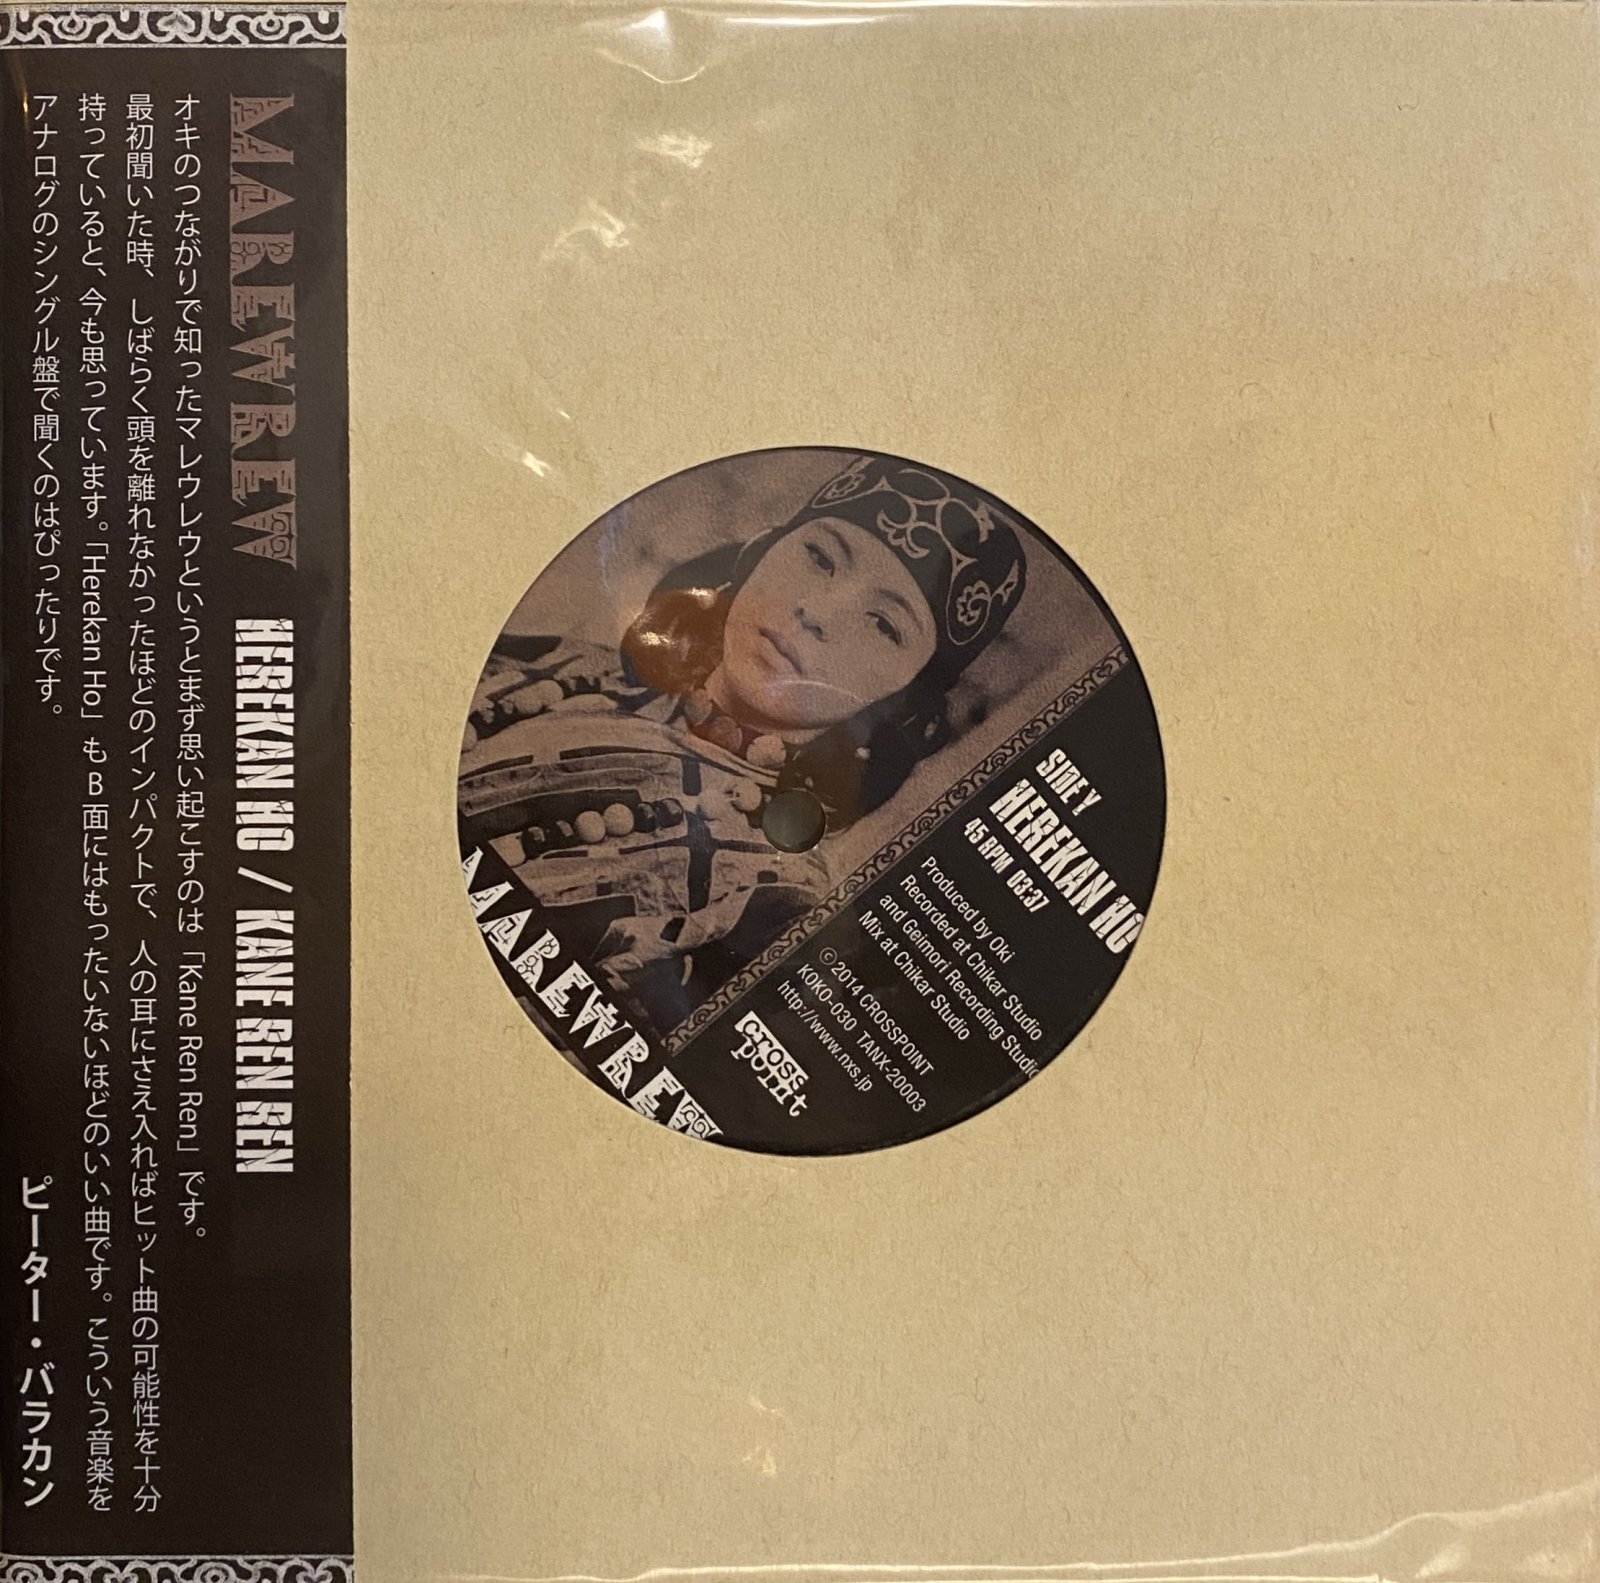 MAREWREW HEREKAN HO / KANE REN REN
オキのつながりで知ったマレウレウというとまず思い起こすのは「Kane Ren Ren」です。
最初聞いた時、しばらく頭を離れなかったほどのインパクトで、人の耳にさえ入ればヒット曲の可能性を十分
持っていると、今も思っています。「Herekan Ho」もB面にはもったいないほどのいい曲です。こういう音楽を
アナログのシングル盤で聞くのはぴったりです。
ピーター・バラカン
SIDE Y
HEREKAN HO
45 RPM 03:37
Produced by Oki
Recorded at Chikar Studio
and Geimori Recording Studio
Mix at Chikar Studio
© 2014 CROSSPOINT
KOKO-030 TANX-20003
http://www.nxs.jp
cross
point
MAREWREW